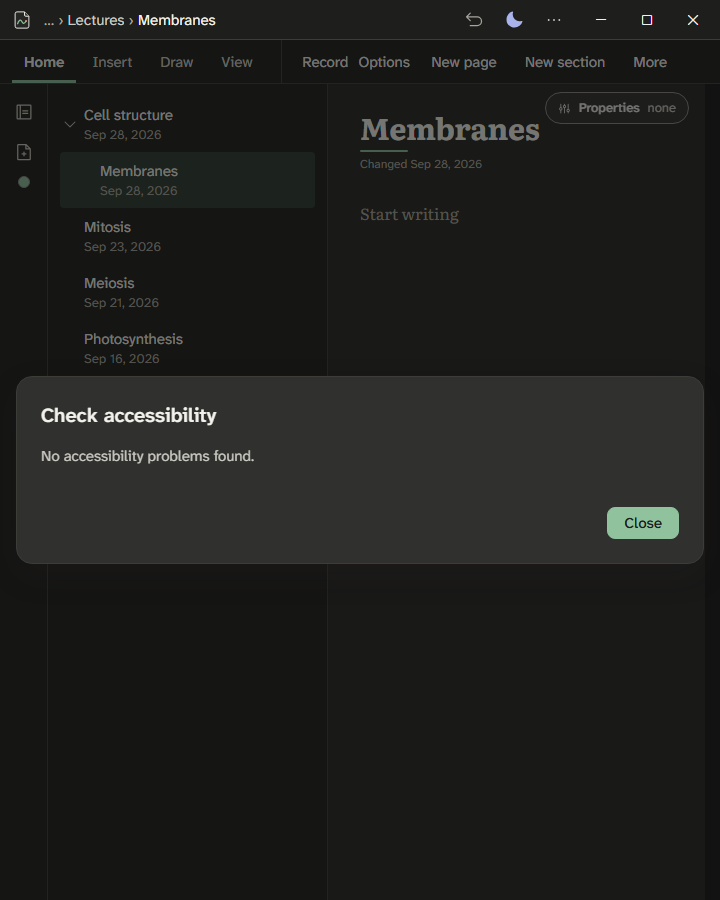 ... › Lectures › Membranes
Home Insert Draw View Record Options New page New section More
Cell structure
Sep 28, 2026
Membranes
Sep 28, 2026
Mitosis
Sep 23, 2026
Meiosis
Sep 21, 2026
Photosynthesis
Sep 16, 2026
Properties none
Membranes
Changed Sep 28, 2026
Start writing
Check accessibility
No accessibility problems found.
Close